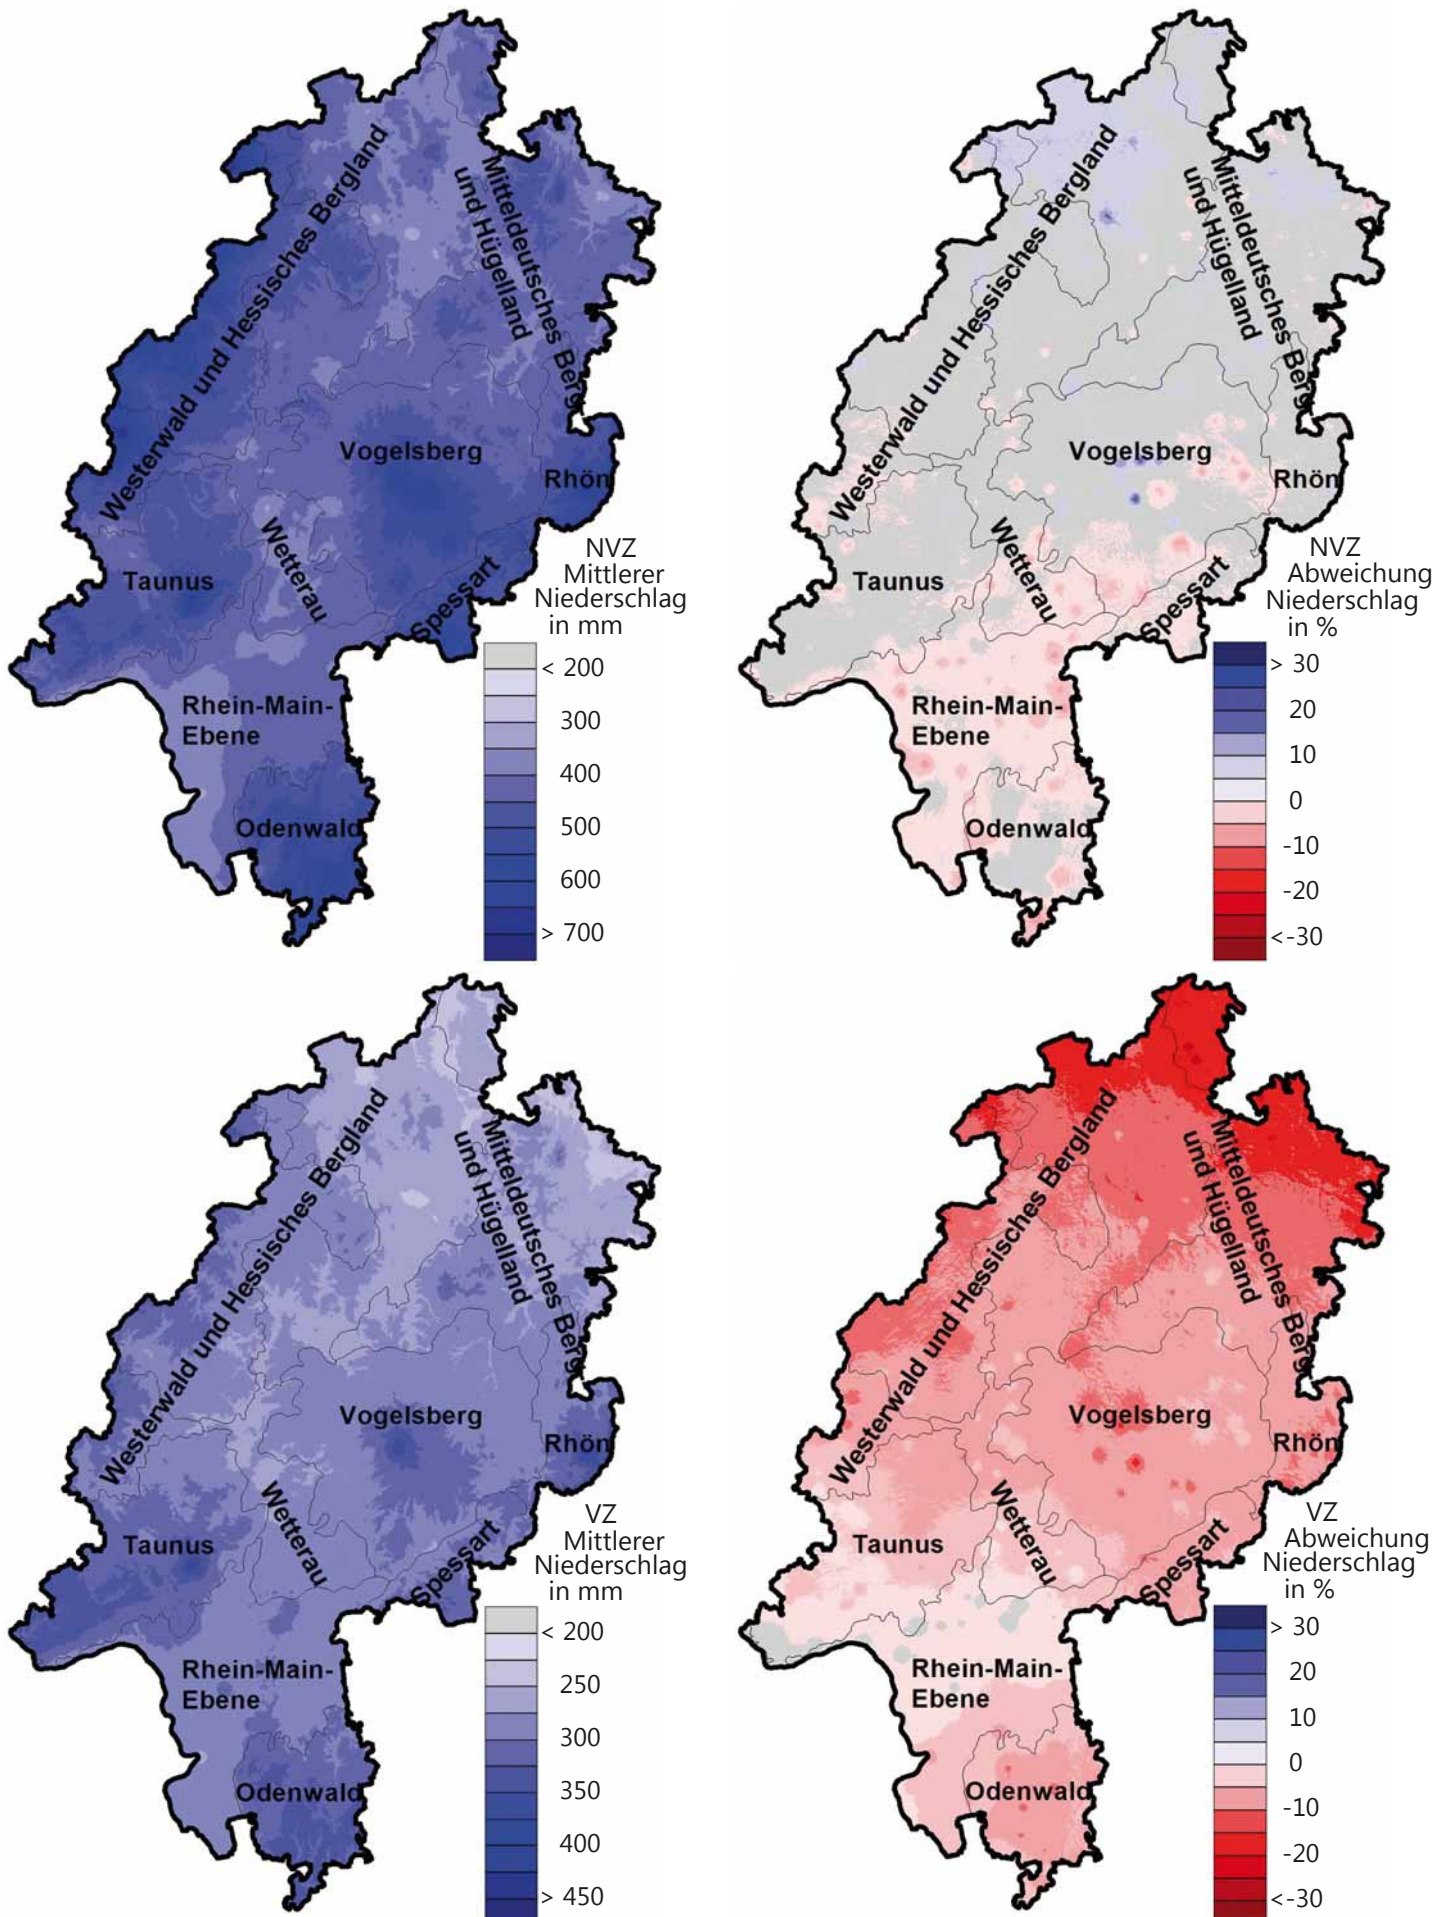 Westerwald und Hessisches Bergland
Mitteldeutsches Berg
und Hügelland
Vogelsberg
Rhön
Wetterau
Taunus
Spessart
Rhein-Main-
Ebene
Odenwald
NVZ
Mittlerer
Niederschlag
in mm
< 200
300
400
500
600
> 700
Westerwald und Hessisches Bergland
Mitteldeutsches Berg
und Hügelland
Vogelsberg
Rhön
Wetterau
Taunus
Spessart
Rhein-Main-
Ebene
Odenwald
NVZ
Abweichung
Niederschlag
in %
> 30
20
10
0
-10
-20
<-30
Westerwald und Hessisches Bergland
Mitteldeutsches Berg
und Hügelland
Vogelsberg
Rhön
Wetterau
Taunus
Spessart
Rhein-Main-
Ebene
Odenwald
VZ
Mittlerer
Niederschlag
in mm
< 200
250
300
350
400
> 450
Westerwald und Hessisches Bergland
Mitteldeutsches Berg
und Hügelland
Vogelsberg
Rhön
Wetterau
Taunus
Spessart
Rhein-Main-
Ebene
Odenwald
VZ
Abweichung
Niederschlag
in %
> 30
20
10
0
-10
-20
<-30